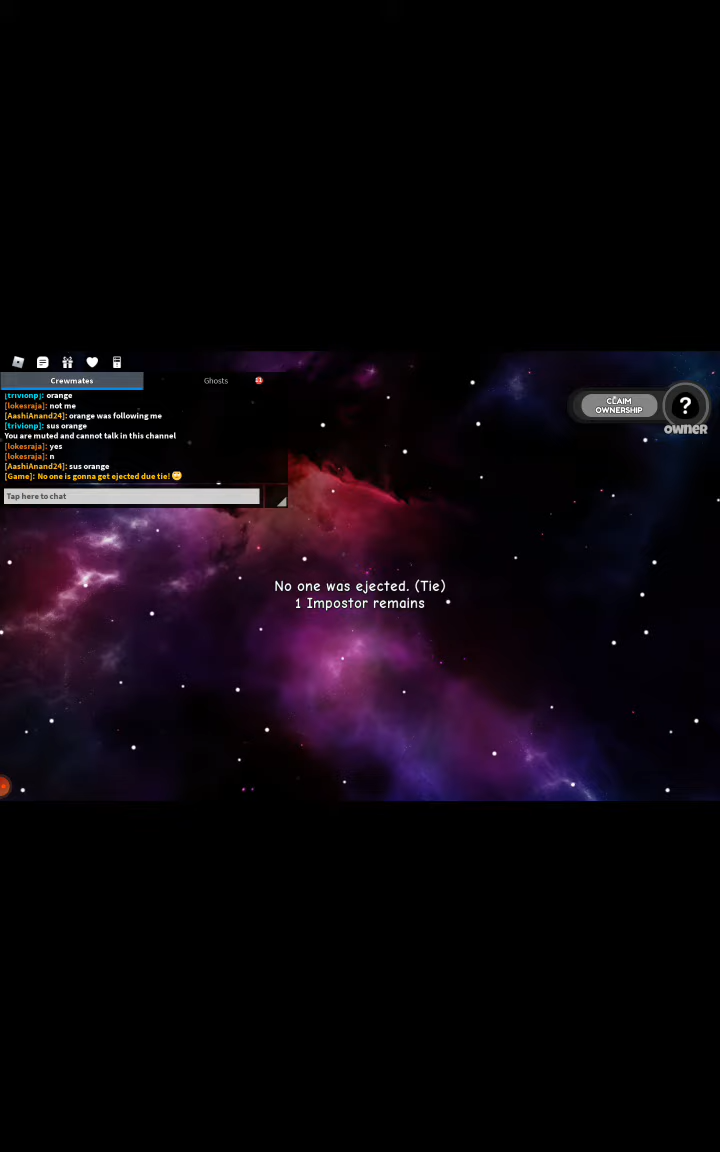 Crewmates
Ghosts
[trivionp]: orange
[lokesraja]: not me
[AashiAnand24]: orange was following me
[trivionp]: sus orange
You are muted and cannot talk in this channel
[lokesraja]: yes
[lokesraja]: n
[AashiAnand24]: sus orange
[Game]: No one is gonna get ejected due tie! 
Tap here to chat
CLAIM
OWNERSHIP
?
OWNER
No one was ejected. (Tie)
1 Impostor remains